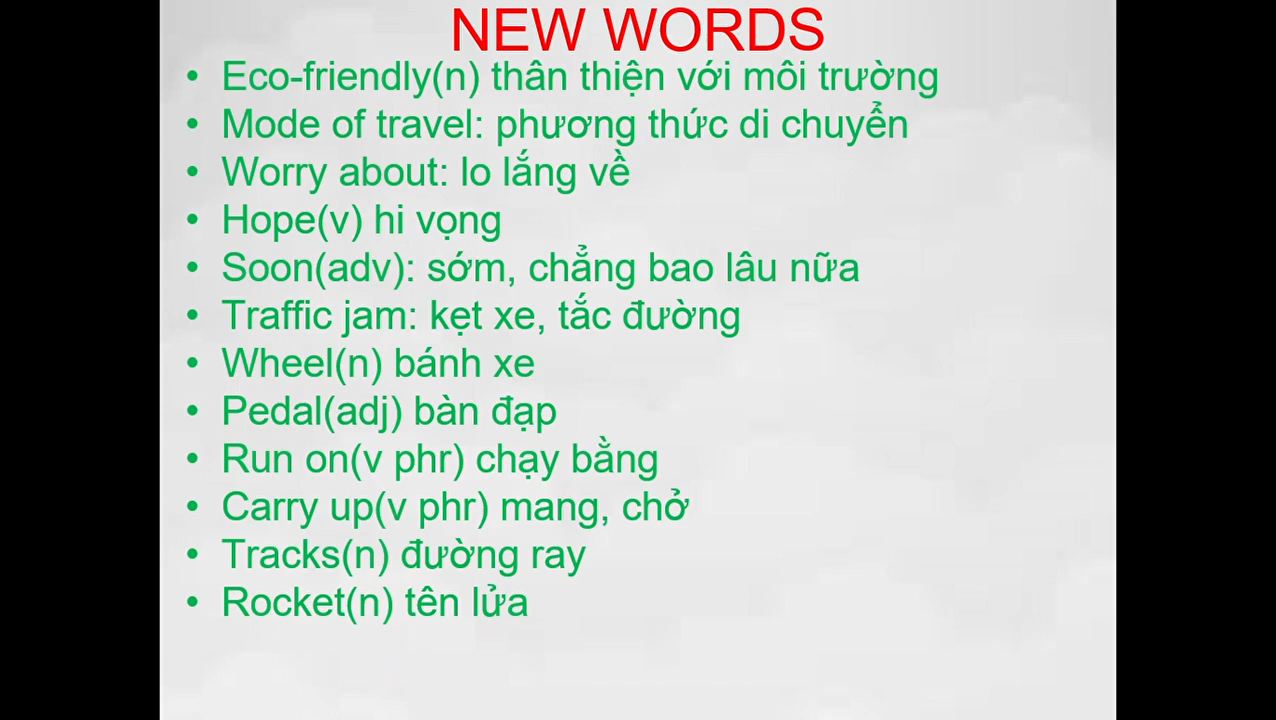 NEW WORDS
• Eco-friendly(n) thân thiện với môi trường
• Mode of travel: phương thức di chuyển
• Worry about: lo lắng về
• Hope(v) hi vọng
• Soon(adv): sớm, chẳng bao lâu nữa
• Traffic jam: kẹt xe, tắc đường
• Wheel(n) bánh xe
• Pedal(adj) bàn đạp
• Run on(v phr) chạy bằng
• Carry up(v phr) mang, chở
• Tracks(n) đường ray
• Rocket(n) tên lửa